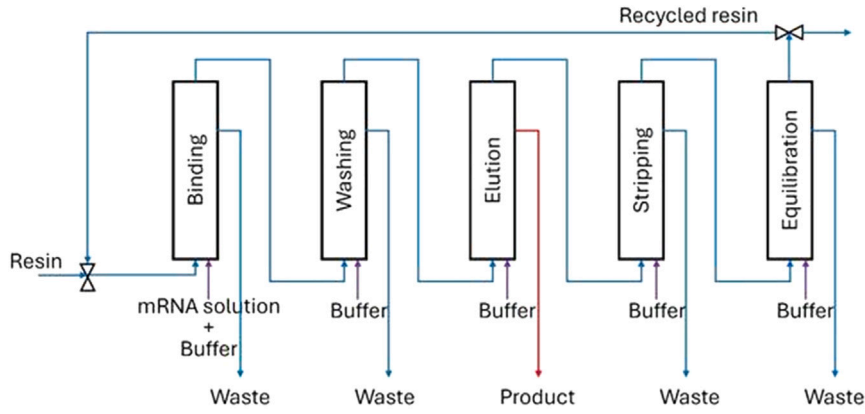 Recycled resin
Binding
Washing
Elution
Stripping
Equilibration
Resin
mRNA solution
+
Buffer
Buffer
Buffer
Buffer
Buffer
Waste
Waste
Product
Waste
Waste